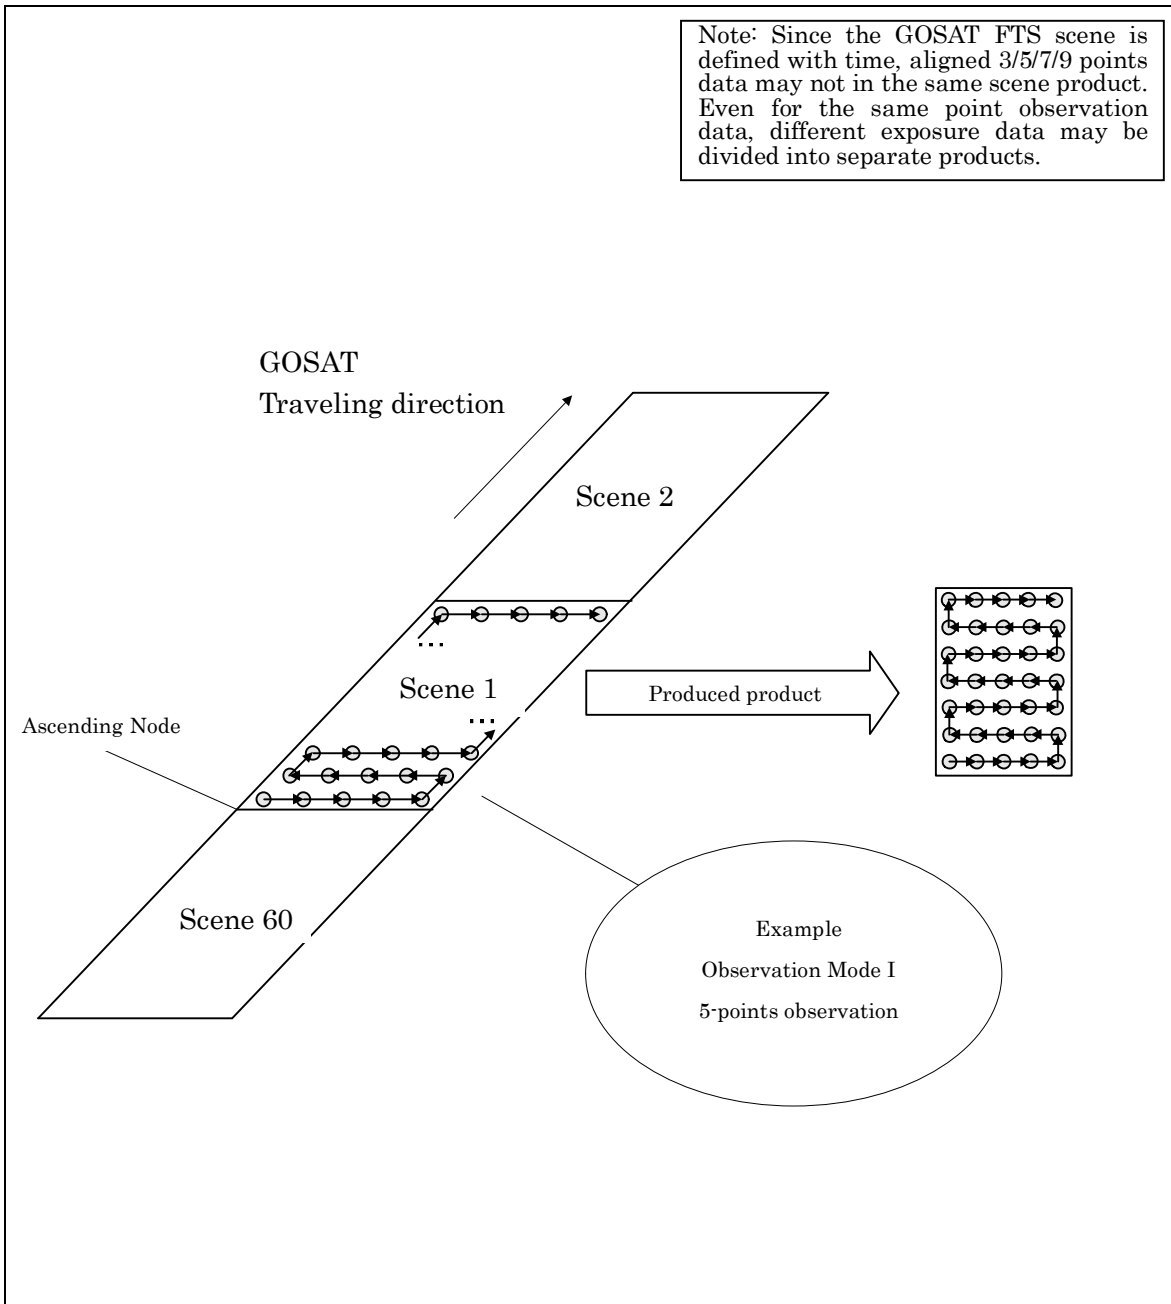 Note: Since the GOSAT FTS scene is
defined with time, aligned 3/5/7/9 points
data may not in the same scene product.
Even for the same point observation
data, different exposure data may be
divided into separate products.
GOSAT
Traveling direction
Scene 2
...
Scene 1
Produced product
...
Ascending Node
Scene 60
Example
Observation Mode I
5-points observation